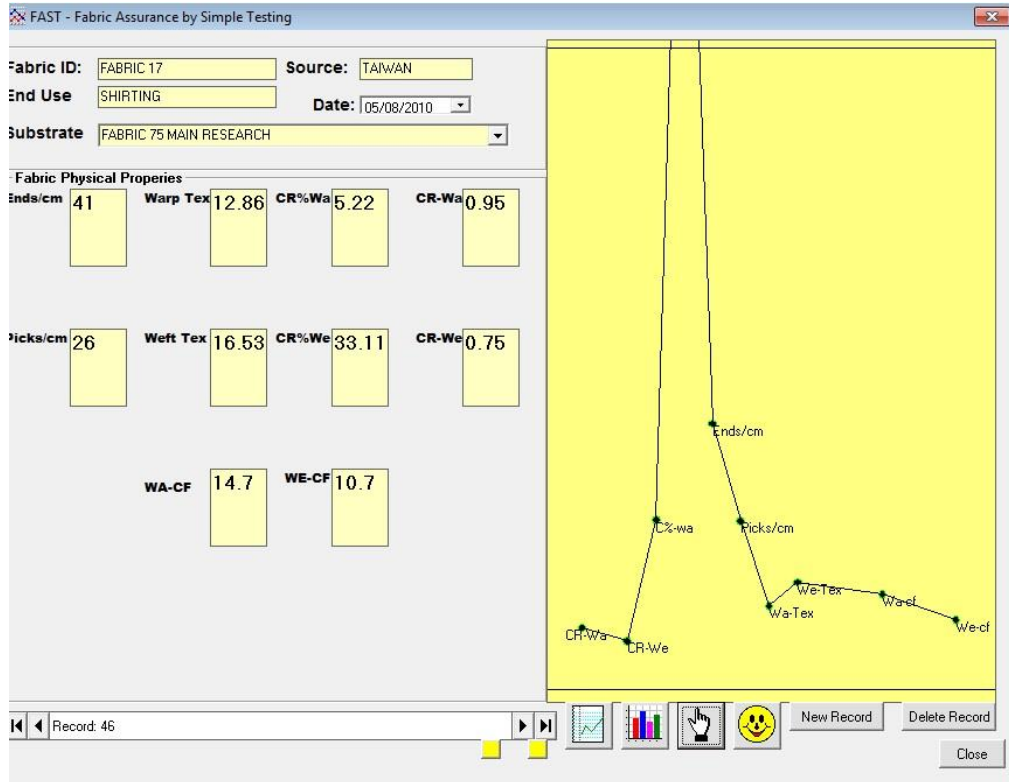 FAST - Fabric Assurance by Simple Testing
Fabric ID: FABRIC 17 Source: TAIWAN
End Use SHIRTING Date: 05/08/2010
Substrate FABRIC 75 MAIN RESEARCH
Fabric Physical Properies
Ends/cm 41 Warp Tex 12.86 CR%Wa 5.22 CR-Wa 0.95
Picks/cm 26 Weft Tex 16.53 CR%We 33.11 CR-We 0.75
WA-CF 14.7 WE-CF 10.7
Ends/cm
C%-wa
Picks/cm
We-Tex
Wa-cf
Wa-Tex
We-cf
CR-Wa
CR-We
Record: 46
New Record
Delete Record
Close